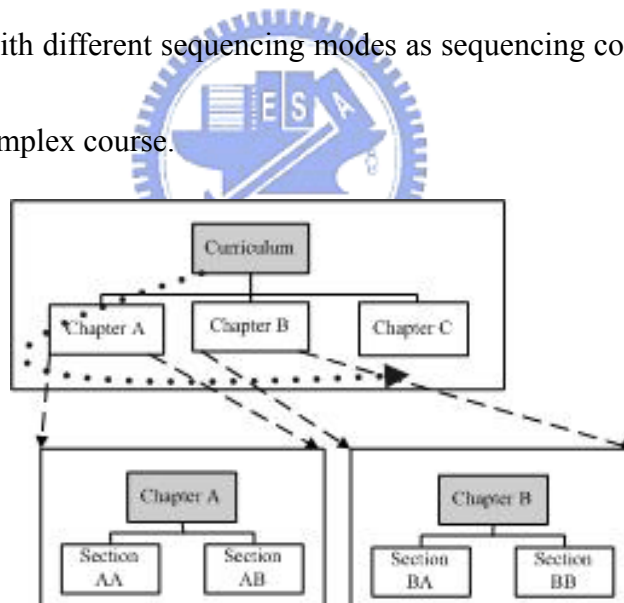 ith different sequencing modes as sequencing co
E S A
mplex course.
Curriculum
Chapter A Chapter B Chapter C
Chapter A Chapter B
Section Section Section Section
AA AB BA BB